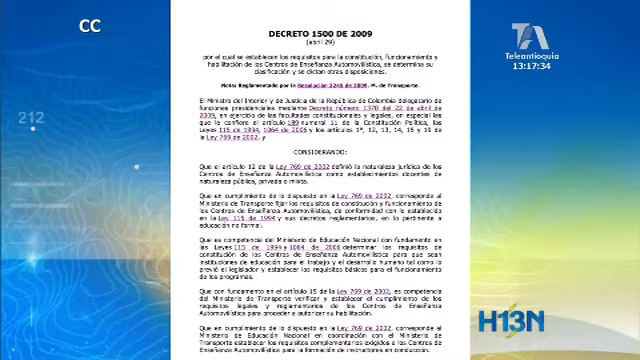 CC
212
TA
Teleantioquia
13:17:34
DECRETO 1500 DE 2009
(abril 29)
por el cual se establecen los requisitos para la constitución, funcionamiento y
habilitación de los Centros de Enseñanza Automovilística, se determina su
clasificación y se dictan otras disposiciones.
Nota: Reglamentado por la Resolución 3245 de 2009, M. de Transporte.
El Ministro del Interior y de Justicia de la República de Colombia delegatario de
funciones presidenciales mediante Decreto número 1378 del 22 de abril de
2009, en ejercicio de las facultades constitucionales y legales, en especial las
que le confiere el artículo 189 numeral 11 de la Constitución Política, las
Leyes 115 de 1994, 1064 de 2006 y los artículos 1°, 12, 13, 14, 15 y 19 de
la Ley 769 de 2002, y
CONSIDERANDO:
Que el artículo 12 de la Ley 769 de 2002 definió la naturaleza jurídica de los
Centros de Enseñanza Automovilística como establecimientos docentes de
naturaleza pública, privada o mixta.
Que en cumplimiento de lo dispuesto en la Ley 769 de 2002, corresponde al
Ministerio de Transporte fijar los requisitos de constitución y funcionamiento de
los Centros de Enseñanza Automovilística, de conformidad con lo establecido
en la Ley 115 de 1994 y sus decretos reglamentarios, en lo pertinente a
educación no formal.
Que es competencia del Ministerio de Educación Nacional con fundamento en
las Leyes 115 de 1994 y 1064 de 2006 determinar los requisitos de
constitución de los Centros de Enseñanza Automovilística para que sean
instituciones de educación para el trabajo y el desarrollo humano tal como lo
previó el legislador y establecer los requisitos básicos para el funcionamiento
de los programas.
Que con fundamento en el artículo 15 de la Ley 769 de 2002, es competencia
del Ministerio de Transporte verificar y establecer el cumplimiento de los
requisitos legales y reglamentarios de los Centros de Enseñanza
Automovilística para proceder a autorizar su habilitación.
Que en cumplimiento de lo dispuesto en la Ley 769 de 2002, corresponde al
Ministerio de Educación Nacional en coordinación con el Ministerio de
Transporte establecer los requisitos complementarios exigidos a los Centros de
Enseñanza Automovilística para la formación de instructores en conducción.
H13N